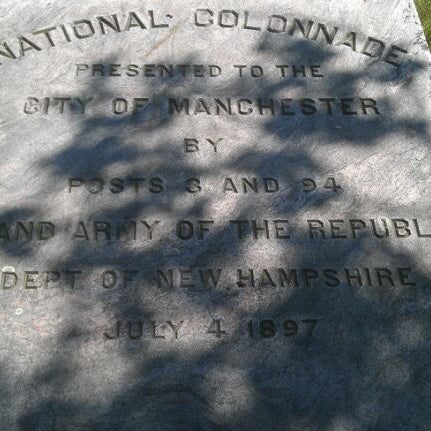 NATIONAL COLONNADE
PRESENTED TO THE
CITY OF MANCHESTER
BY
POSTS 3 AND 94
AND ARMY OF THE REPUBL
DEPT OF NEW HAMPSHIRE
JULY 4 1897